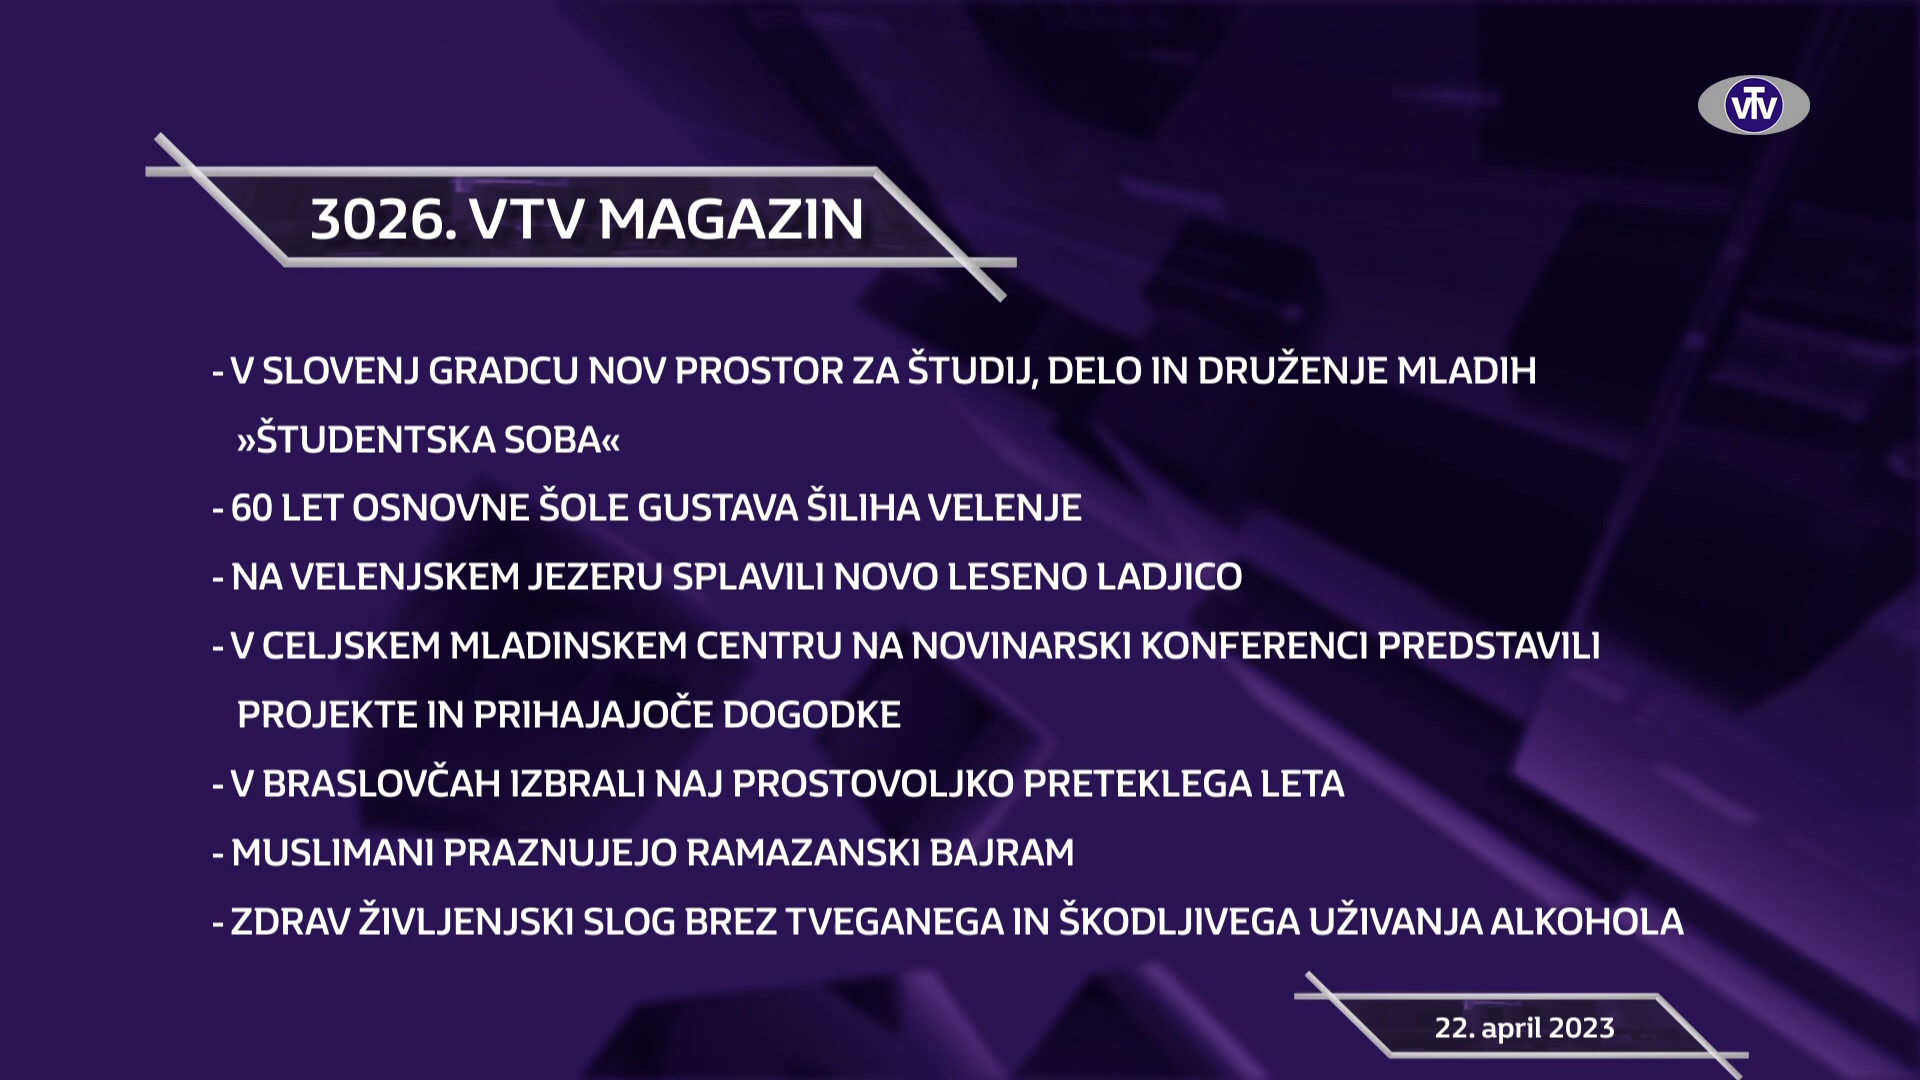 VTV
3026. VTV MAGAZIN
- V SLOVENJ GRADCU NOV PROSTOR ZA ŠTUDIJ, DELO IN DRUŽENJE MLADIH
»ŠTUDENTSKA SOBA«
- 60 LET OSNOVNE ŠOLE GUSTAVA ŠILIHA VELENJE
- NA VELENJSKEM JEZERU SPLAVILI NOVO LESENO LADJICO
- V CELJSKEM MLADINSKEM CENTRU NA NOVINARSKI KONFERENCI PREDSTAVILI
PROJEKTE IN PRIHAJAJOČE DOGODKE
- V BRASLOVČAH IZBRALI NAJ PROSTOVOLJKO PRETEKLEGA LETA
- MUSLIMANI PRAZNUJEJO RAMAZANSKI BAJRAM
- ZDRAV ŽIVLJENJSKI SLOG BREZ TVEGANEGA IN ŠKODLJIVEGA UŽIVANJA ALKOHOLA
22. april 2023